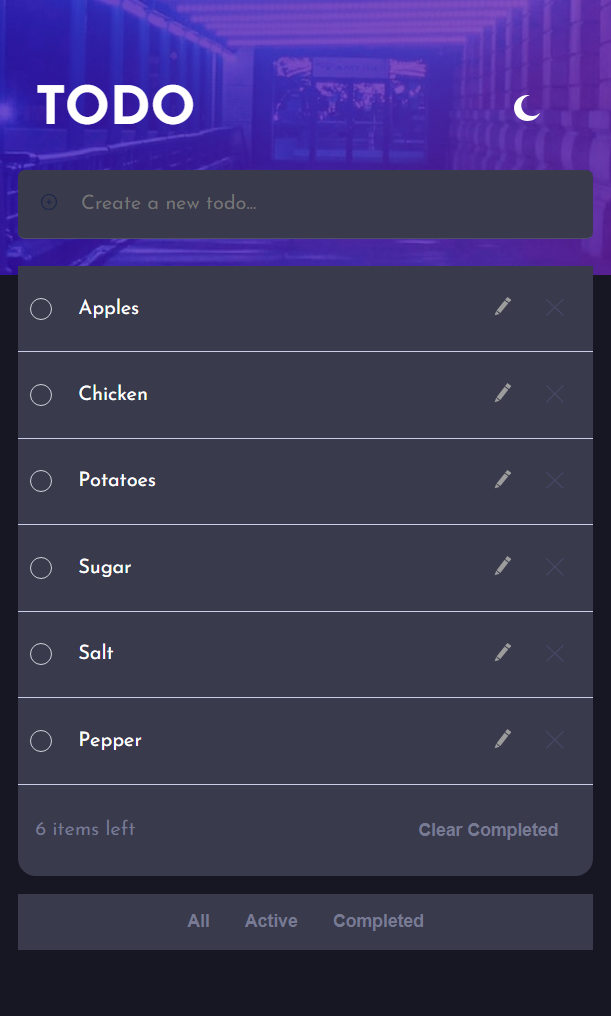 TODO
Create a new todo...
Apples
Chicken
Potatoes
Sugar
Salt
Pepper
6 items left Clear Completed
All Active Completed